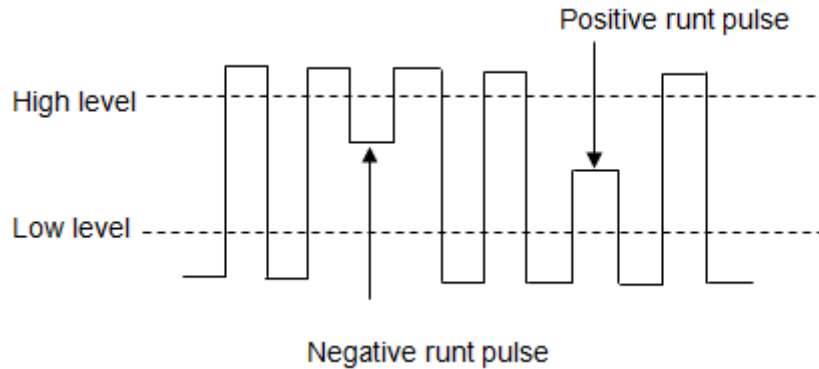 Positive runt pulse
High level
Low level
Negative runt pulse